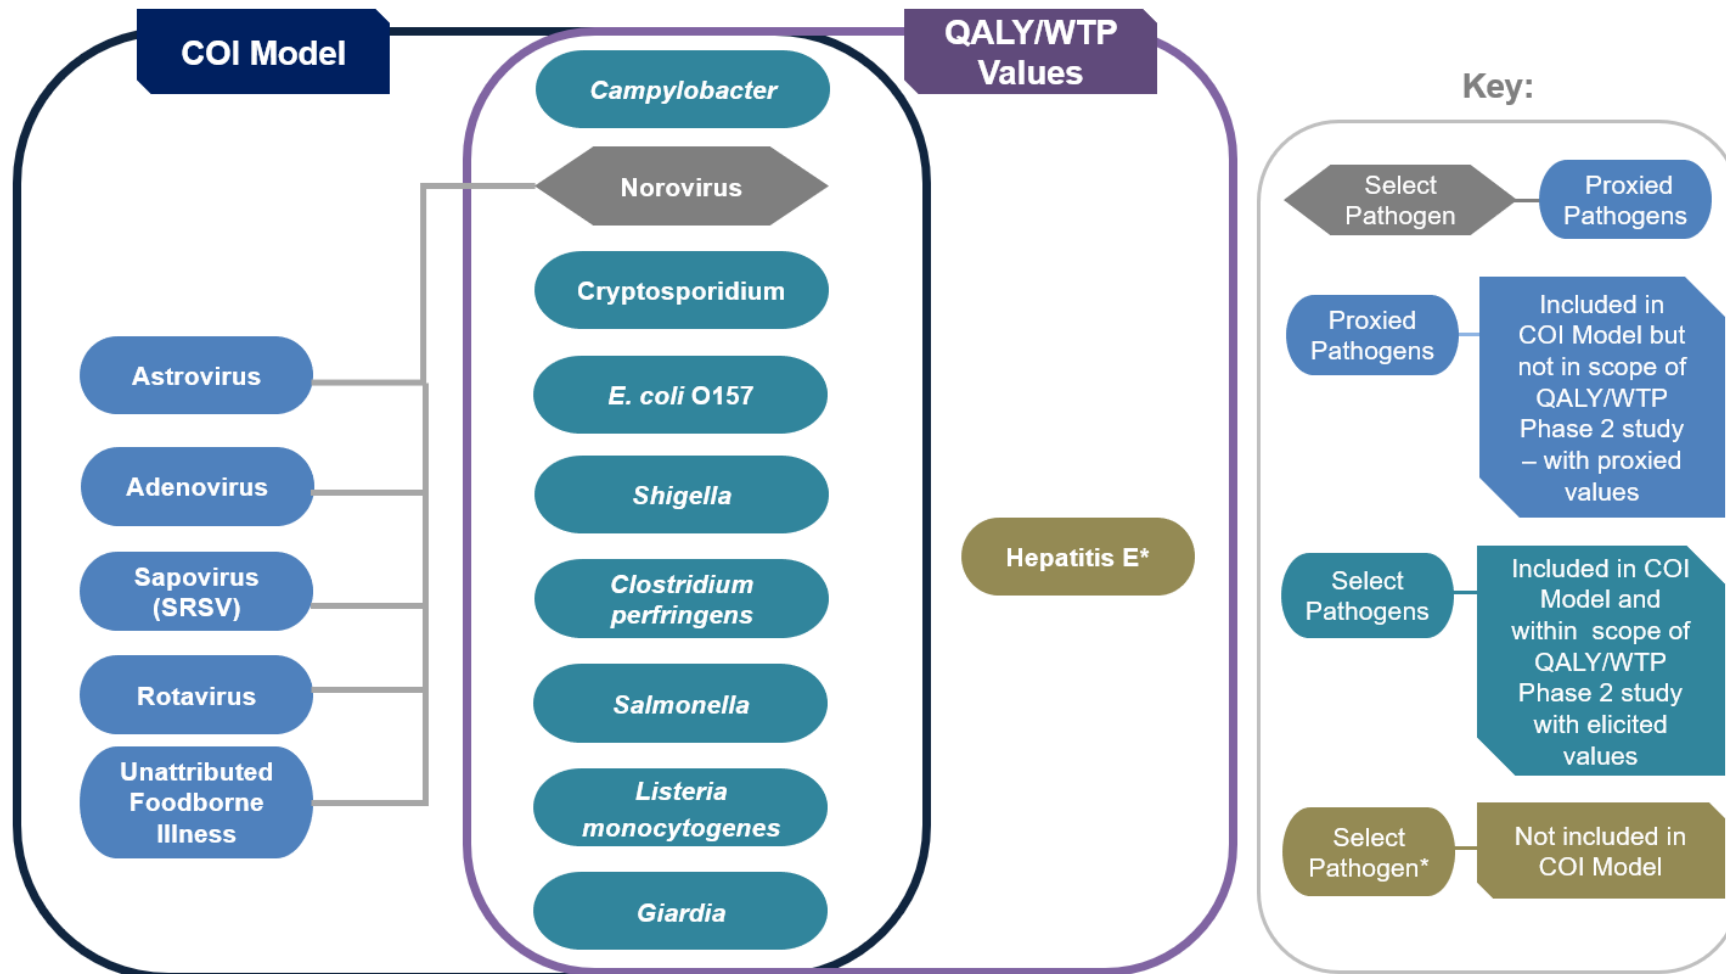 COI Model
QALY/WTP
Values
Campylobacter
Norovirus
Cryptosporidium
E. coli O157
Shigella
Clostridium
perfringens
Salmonella
Listeria
monocytogenes
Giardia
Astrovirus
Adenovirus
Sapovirus
(SRSV)
Rotavirus
Unattributed
Foodborne
Illness
Hepatitis E*
Key:
Select
Pathogen
Proxied
Pathogens
Proxied
Pathogens
Included in
COI Model but
not in scope of
QALY/WTP
Phase 2 study
– with proxied
values
Select
Pathogens
Included in COI
Model and
within scope of
QALY/WTP
Phase 2 study
with elicited
values
Select
Pathogen*
Not included in
COI Model